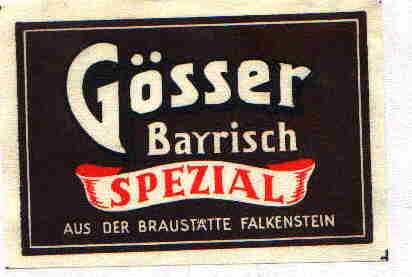 Gösser
Bayrisch
SPEZIAL
AUS DER BRAUSTÄTTE FALKENSTEIN